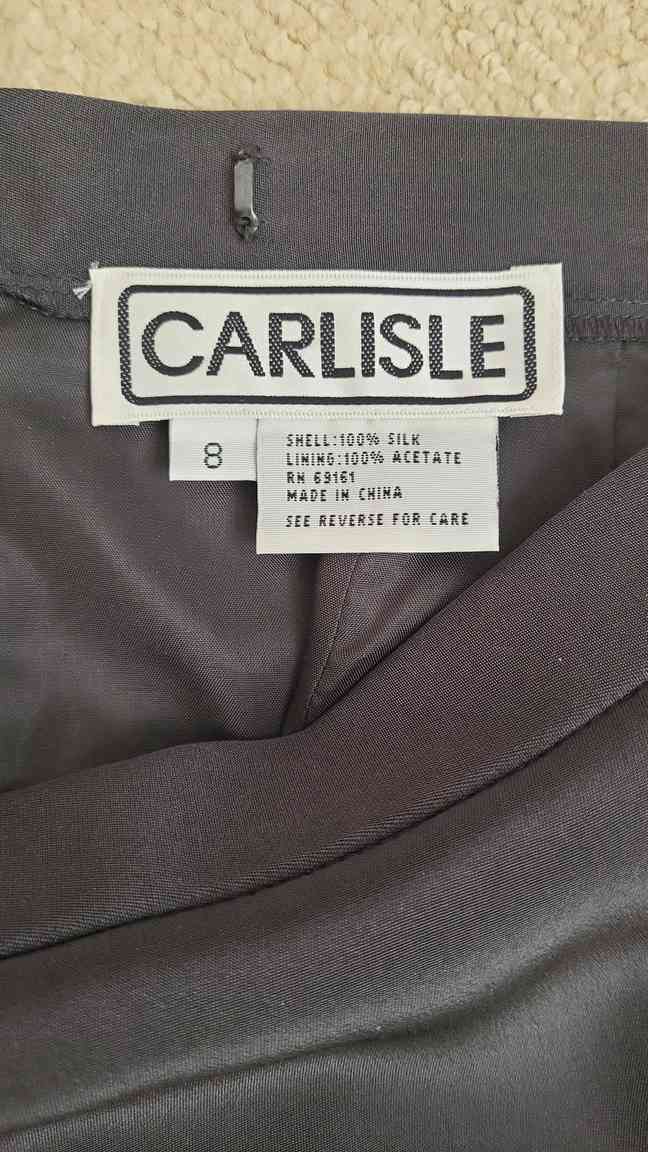 CARLISLE
8
SHELL:100% SILK
LINING:100% ACETATE
RN 69161
MADE IN CHINA
SEE REVERSE FOR CARE